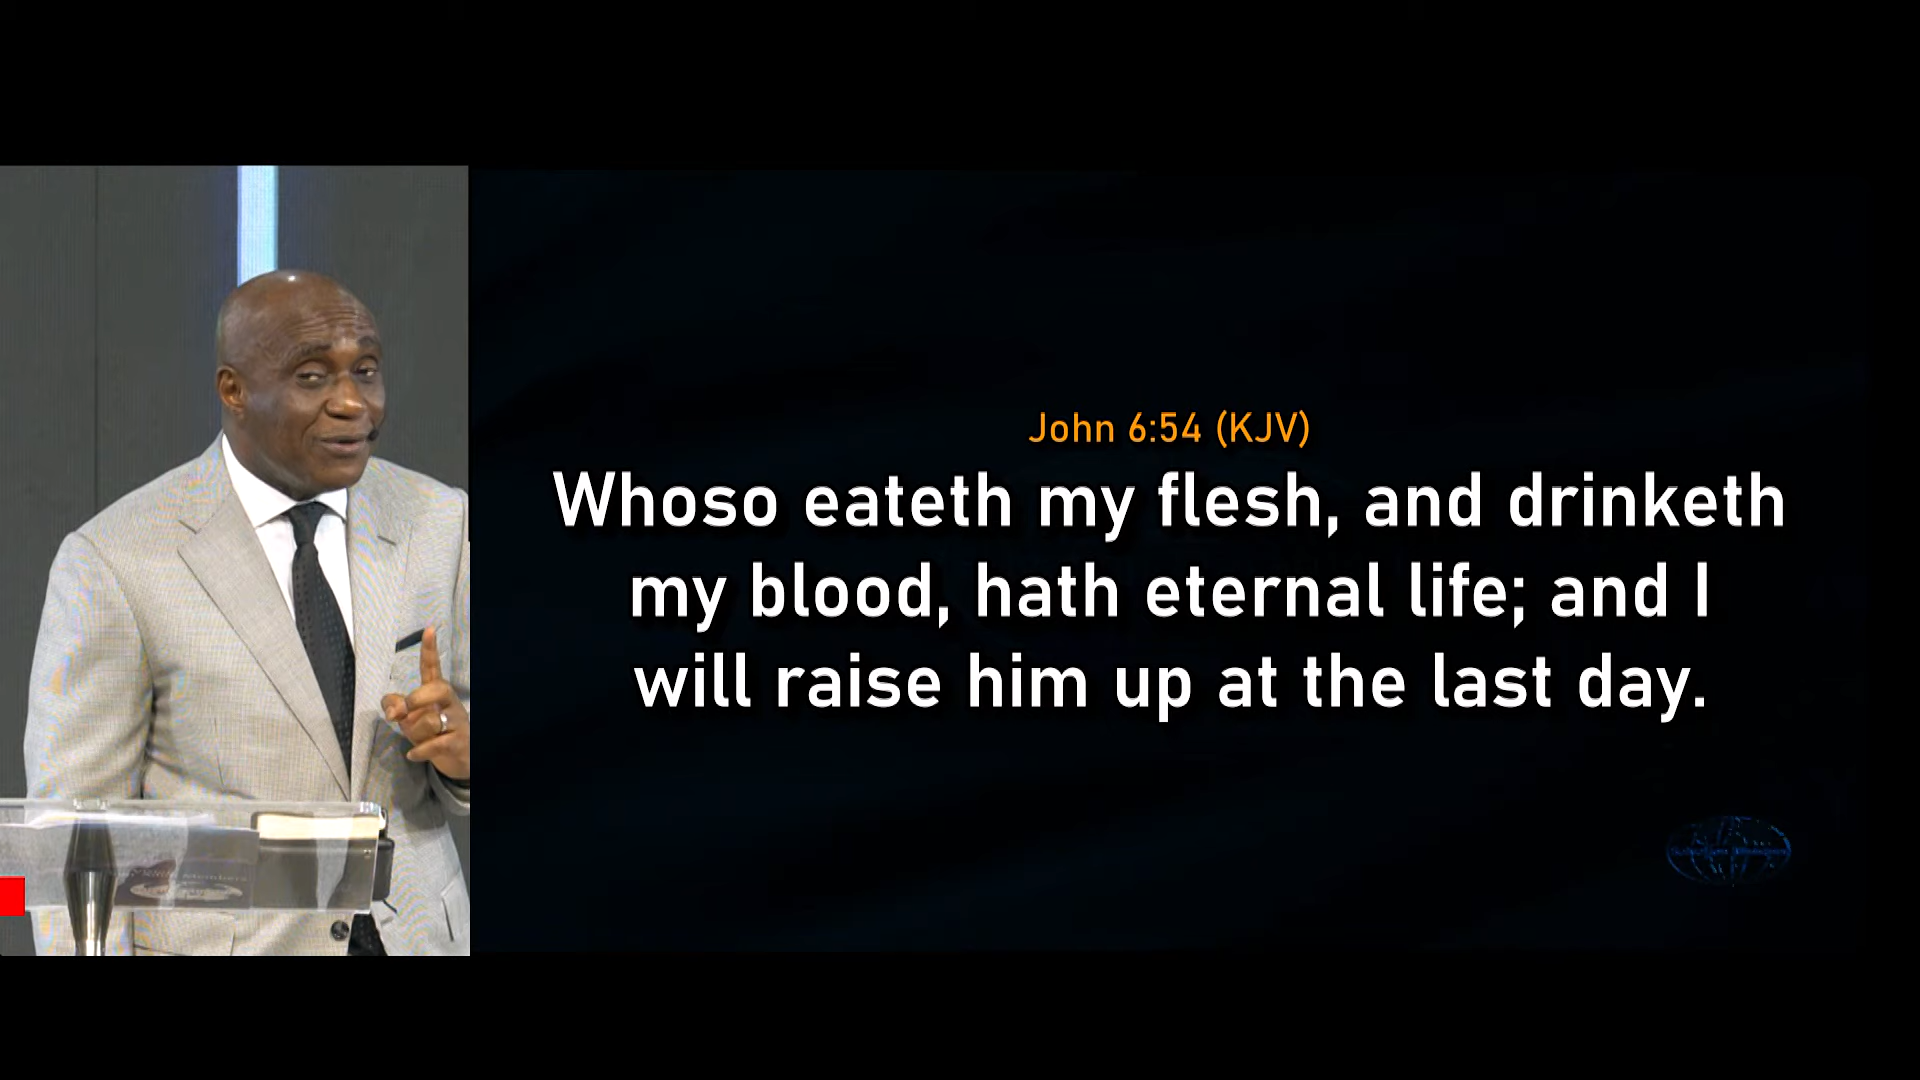 John 6:54 (KJV)
Whoso eateth my flesh, and drinketh
my blood, hath eternal life; and I
will raise him up at the last day.